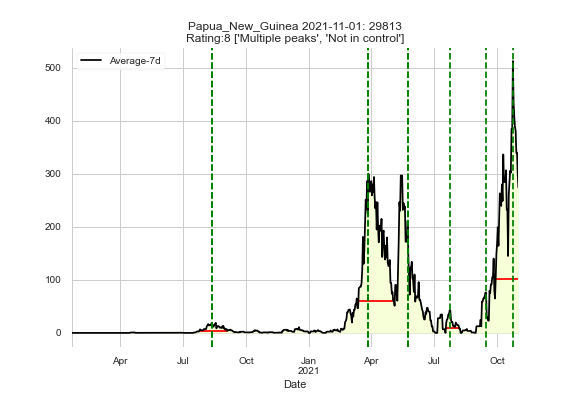 Papua_New_Guinea 2021-11-01: 29813
Rating:8 ['Multiple peaks', 'Not in control']
Average-7d
500
400
300
200
100
0
Apr
Jul
Oct
Jan
2021
Apr
Jul
Oct
Date